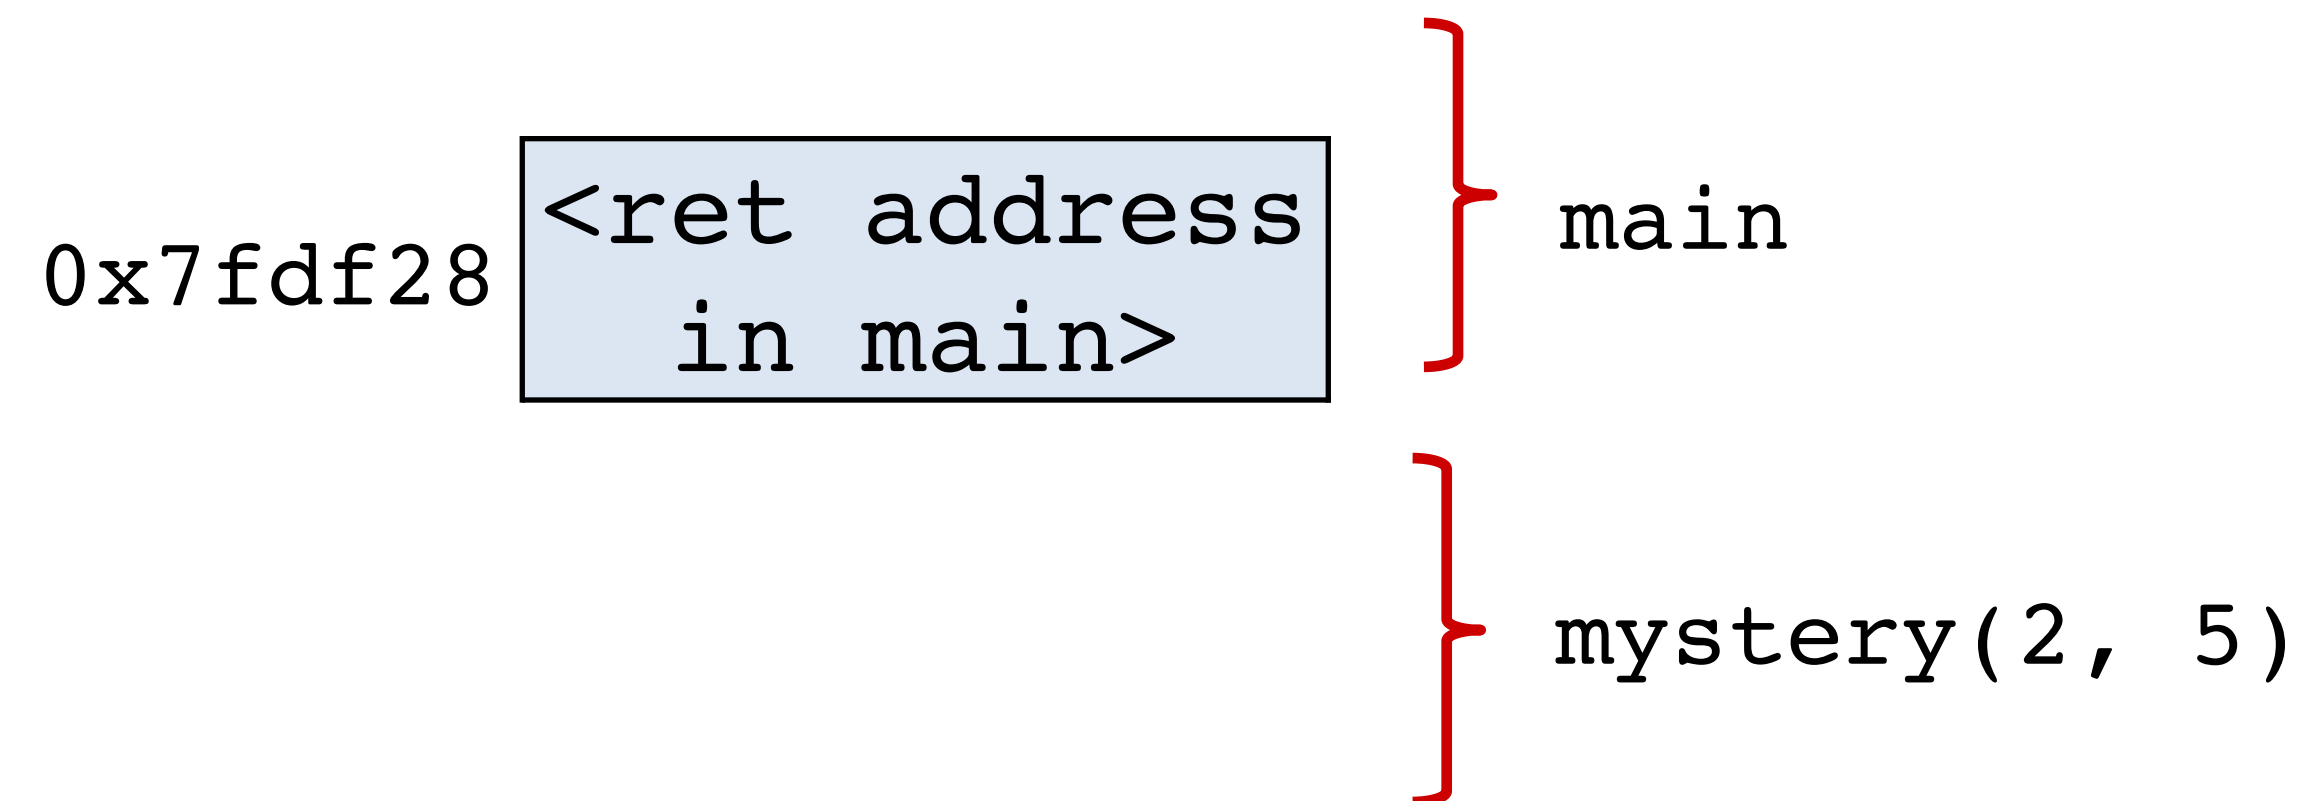 <ret address
in main>
0x7fdf28
main
mystery(2, 5)